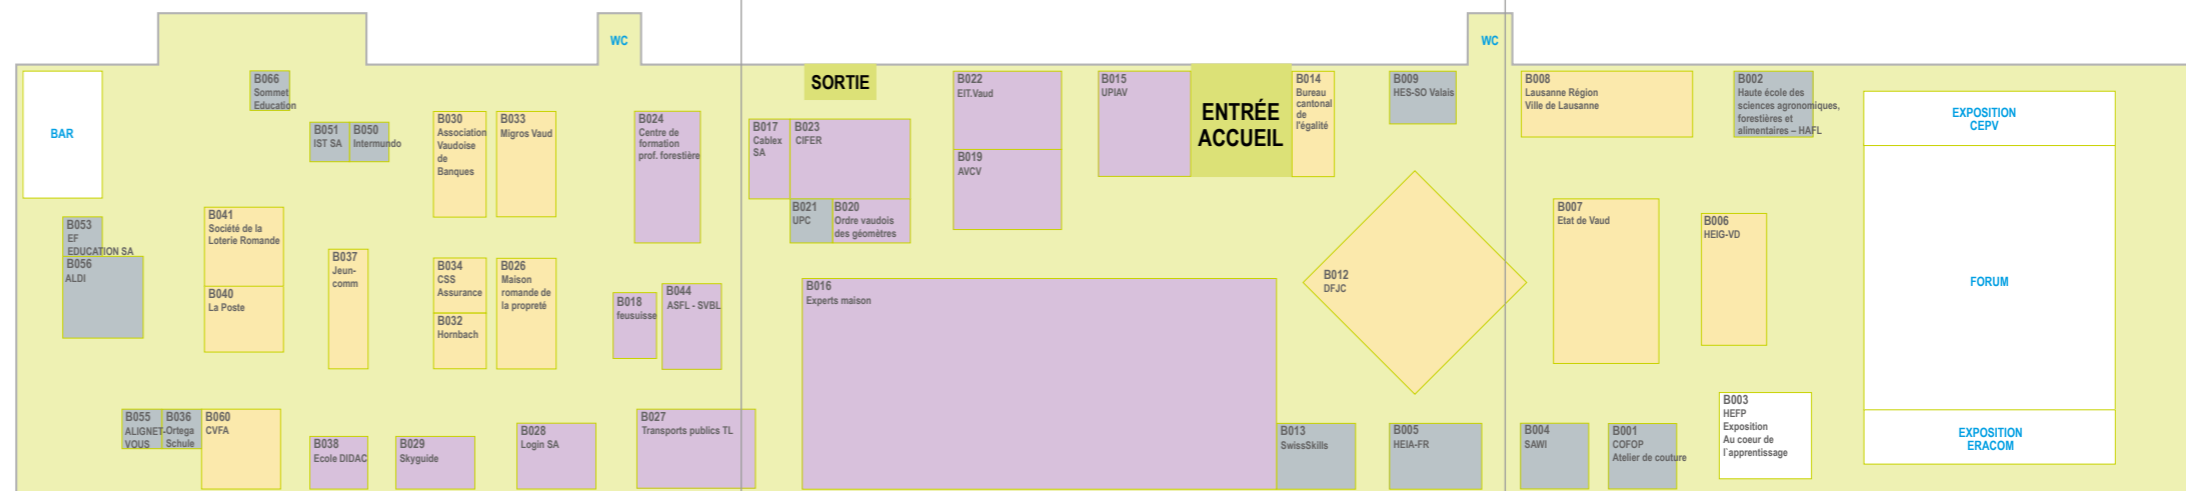 WC
WC
BAR
B066
Sommet
Education
B051
IST SA
B050
Intermundo
B030
Association
Vaudoise
de
Banques
B033
Migros Vaud
B024
Centre de
formation
prof. forestière
SORTIE
B017
Cablex
SA
B023
CIFER
B021
UPC
B020
Ordre vaudois
des géomètres
B022
EIT.Vaud
B019
AVCV
B015
UPIAV
ENTRÉE
ACCUEIL
B014
Bureau
cantonal
de
l'égalité
B009
HES-SO Valais
B008
Lausanne Région
Ville de Lausanne
B002
Haute école des
sciences agronomiques,
forestières et
alimentaires – HAFL
EXPOSITION
CEPV
B053
EF
EDUCATION SA
B056
ALDI
B041
Société de la
Loterie Romande
B040
La Poste
B037
Jeun-
comm
B034
CSS
Assurance
B032
Hornbach
B026
Maison
romande de
la propreté
B018
feusuisse
B044
ASFL - SVBL
B016
Experts maison
B012
DFJC
B007
Etat de Vaud
B006
HEIG-VD
FORUM
B055
ALIGNET-
VOUS
B036
Ortega
Schule
B060
CVFA
B038
Ecole DIDAC
B029
Skyguide
B028
Login SA
B027
Transports publics TL
B013
SwissSkills
B005
HEIA-FR
B004
SAWI
B001
COFOP
Atelier de couture
B003
HEFP
Exposition
Au coeur de
l`apprentissage
EXPOSITION
ERACOM